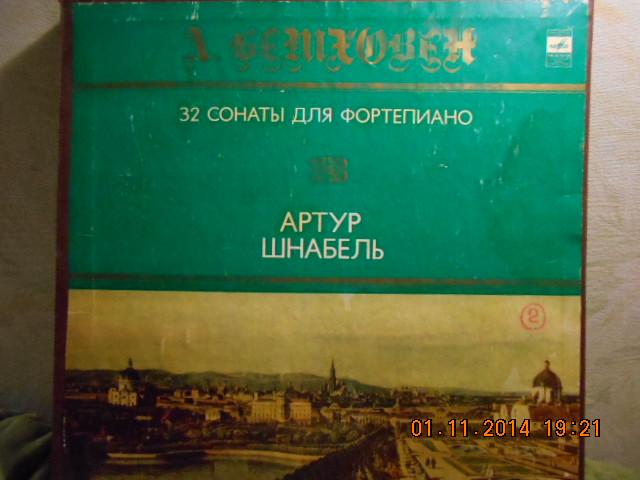 Л. БЕТХОВЕН
32 СОНАТЫ ДЛЯ ФОРТЕПИАНО
АРТУР
ШНАБЕЛЬ
2
01.11.2014 19:21